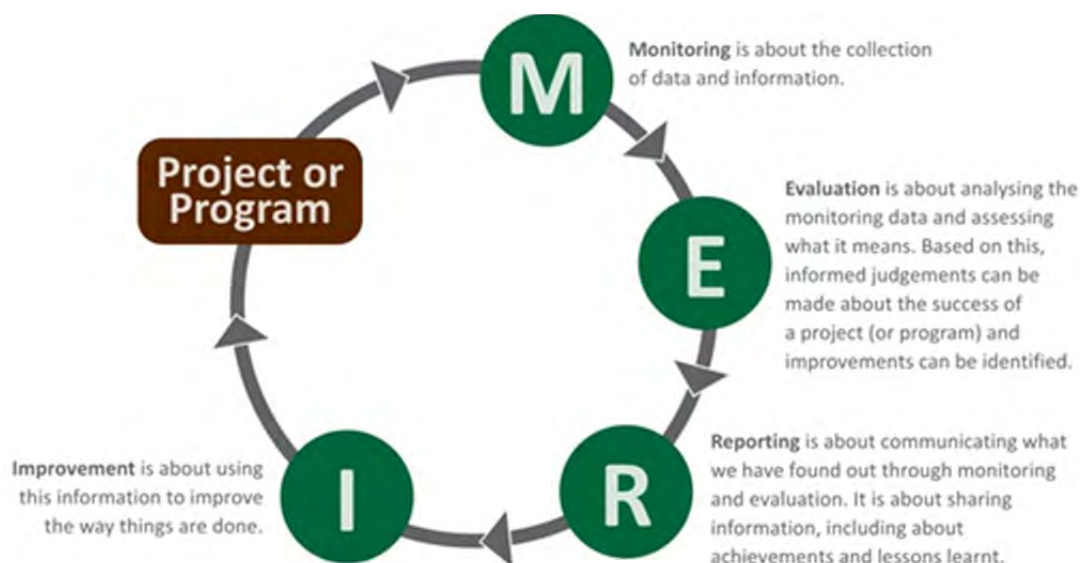 M
Monitoring is about the collection
of data and information.
Project or
Program
E
Evaluation is about analysing the
monitoring data and assessing
what it means. Based on this,
informed judgements can be
made about the success of
a project (or program) and
improvements can be identified.
R
Reporting is about communicating what
we have found out through monitoring
and evaluation. It is about sharing
information, including about
achievements and lessons learnt.
I
Improvement is about using
this information to improve
the way things are done.